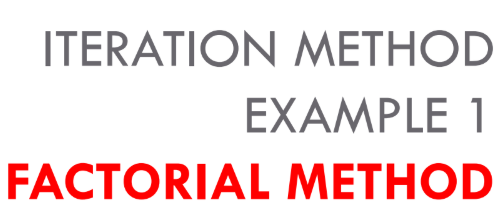 ITERATION METHOD
EXAMPLE 1
FACTORIAL METHOD